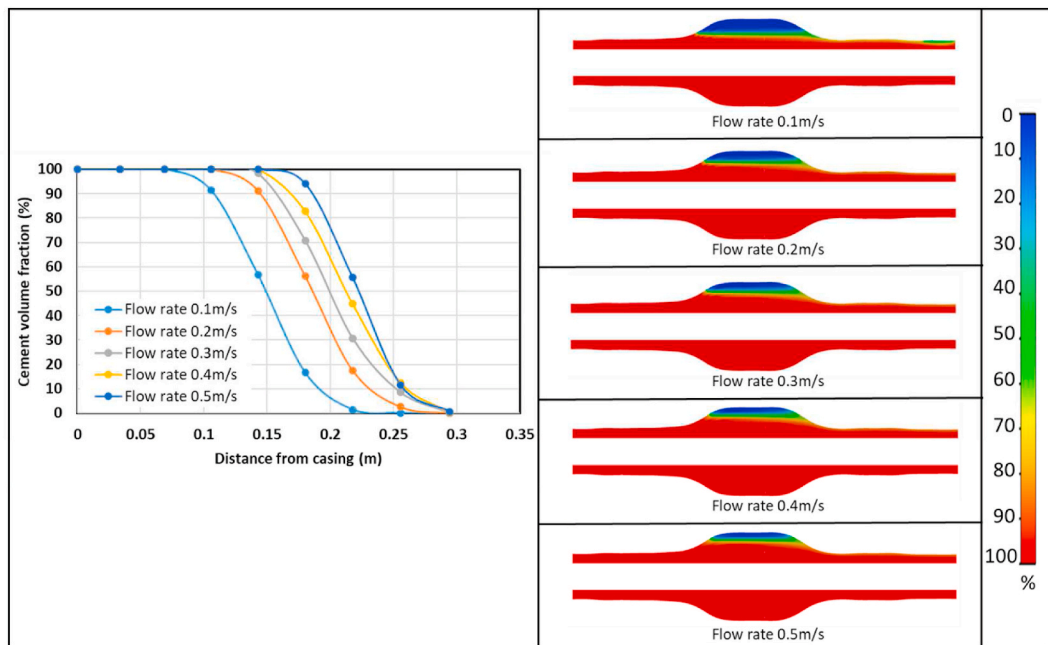 Cement volume fraction (%)
100
90
80
70
60
50
40
30
20
10
0
Flow rate 0.1m/s
Flow rate 0.2m/s
Flow rate 0.3m/s
Flow rate 0.4m/s
Flow rate 0.5m/s
0
0.05
0.1
0.15
0.2
0.25
0.3
0.35
Distance from casing (m)
Flow rate 0.1m/s
Flow rate 0.2m/s
Flow rate 0.3m/s
Flow rate 0.4m/s
Flow rate 0.5m/s
0
10
20
30
40
50
60
70
80
90
100
%